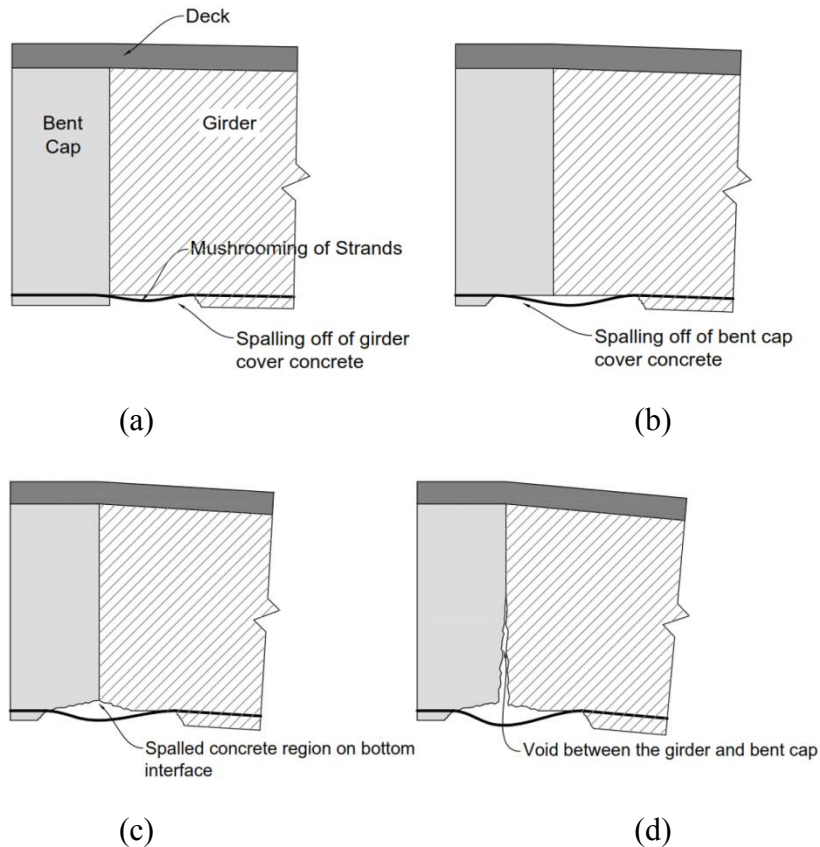 Deck
Bent
Cap
Girder
Mushrooming of Strands
Spalling off of girder
cover concrete
Spalling off of bent cap
cover concrete
(a)
(b)
Spalled concrete region on bottom
interface
Void between the girder and bent cap
(c)
(d)